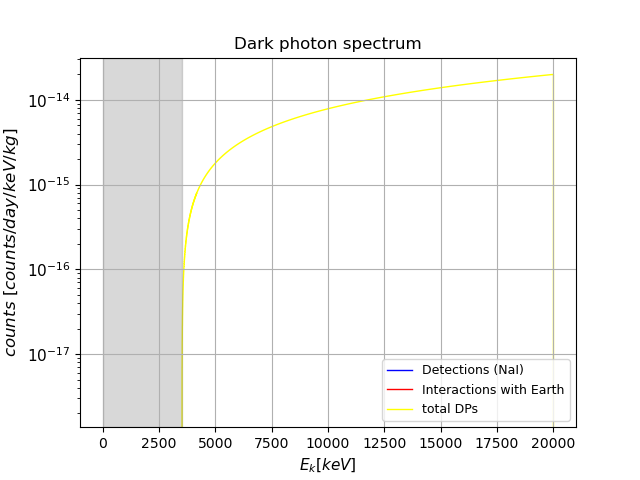 Dark photon spectrum
counts [counts/day/keV/kg]
10⁻¹⁴
10⁻¹⁵
10⁻¹⁶
10⁻¹⁷
Detections (NaI)
Interactions with Earth
total DPs
0 2500 5000 7500 10000 12500 15000 17500 20000
Eₖ[keV]